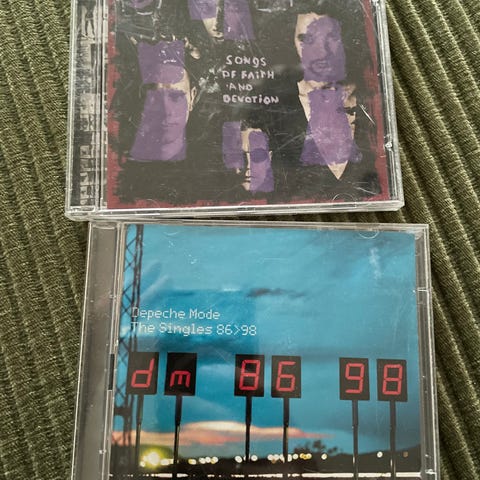 SONGS
OF FAITH
AND
DEVOTION
Depeche Mode
The Singles 86>98
dm 86 98